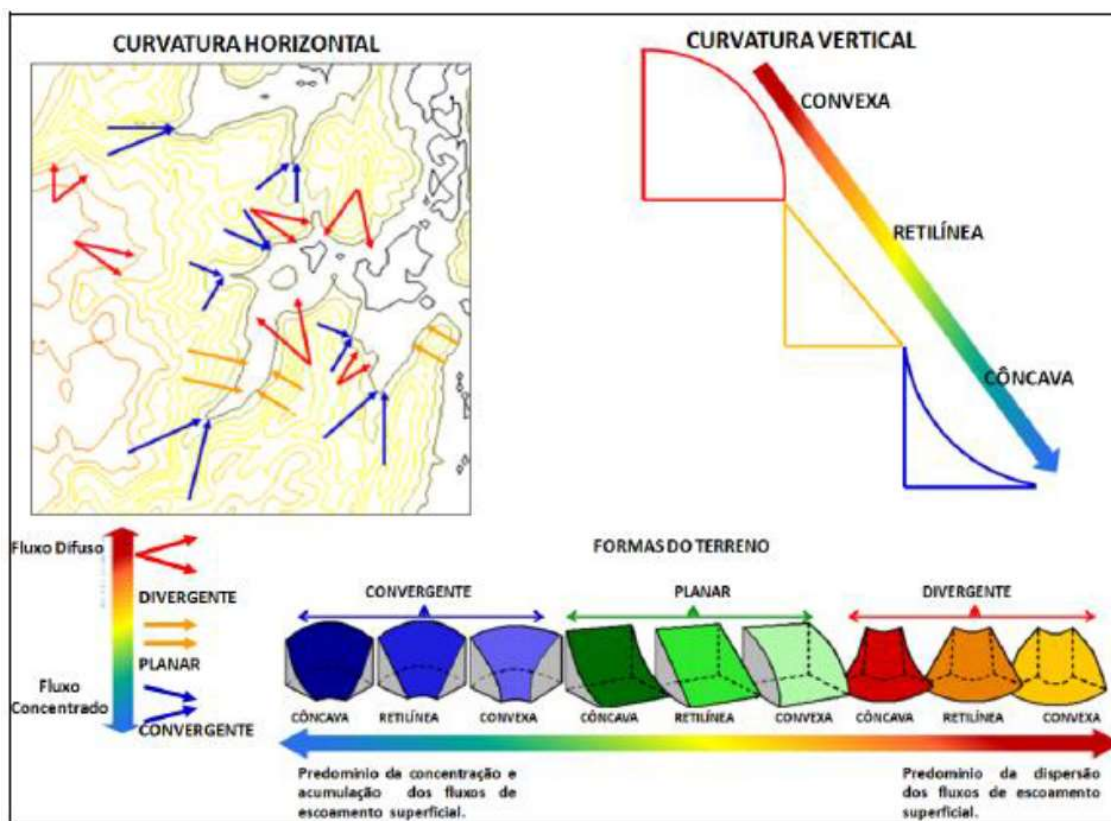 CURVATURA HORIZONTAL
CURVATURA VERTICAL
CONVEXA
RETILÍNEA
CÔNCAVA
Fluxo Difuso
DIVERGENTE
PLANAR
Fluxo
Concentrado
CONVERGENTE
FORMAS DO TERRENO
CONVERGENTE
PLANAR
DIVERGENTE
CÔNCAVA RETILÍNEA CONVEXA CÔNCAVA RETILÍNEA CONVEXA CÔNCAVA RETILÍNEA CONVEXA
Predomínio da concentração e
acumulação dos fluxos de
escoamento superficial.
Predomínio da dispersão
dos fluxos de escoamento
superficial.